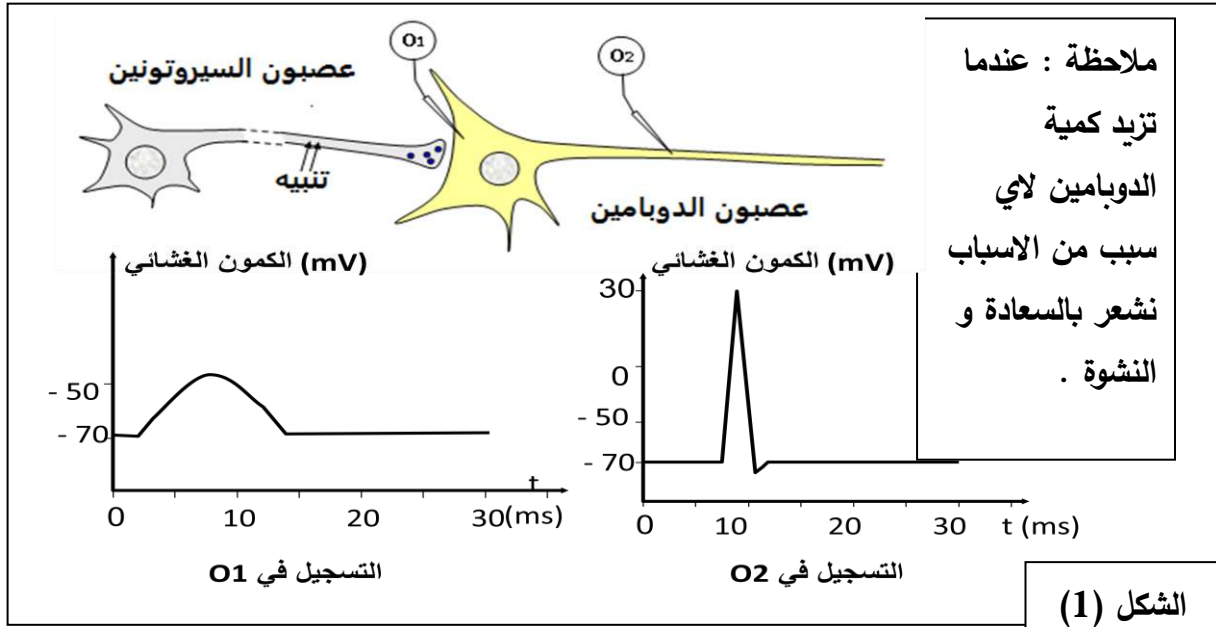 عصبون السيروتونين
O1
O2
تنبيه
عصبون الدوبامين
ملاحظة : عندما
تزيد كمية
الدوبامين لاي
سبب من الاسباب
نشعر بالسعادة و
النشوة .
الكمون الغشائي (mV)
- 50
- 70
0 10 20 30(ms)
t
التسجيل في O1
الكمون الغشائي (mV)
30
0
- 50
- 70
0 10 20 30 t (ms)
التسجيل في O2
الشكل (1)